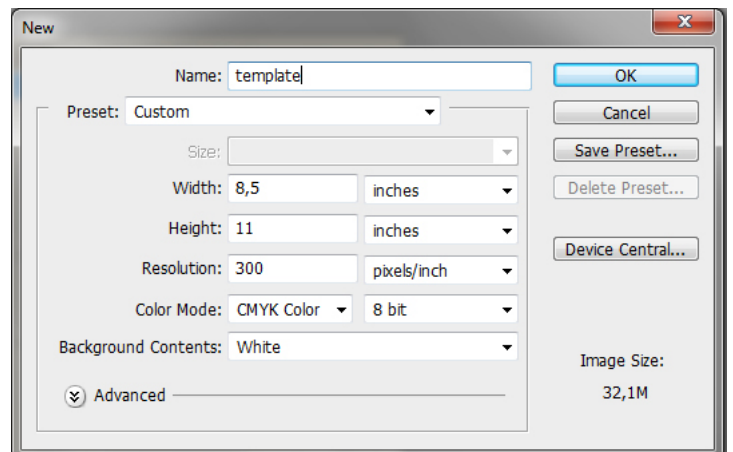 New
Name: template
OK
Preset: Custom
Cancel
Size:
Save Preset...
Width: 8,5 inches
Delete Preset...
Height: 11 inches
Device Central...
Resolution: 300 pixels/inch
Color Mode: CMYK Color 8 bit
Background Contents: White
Image Size:
Advanced
32,1M